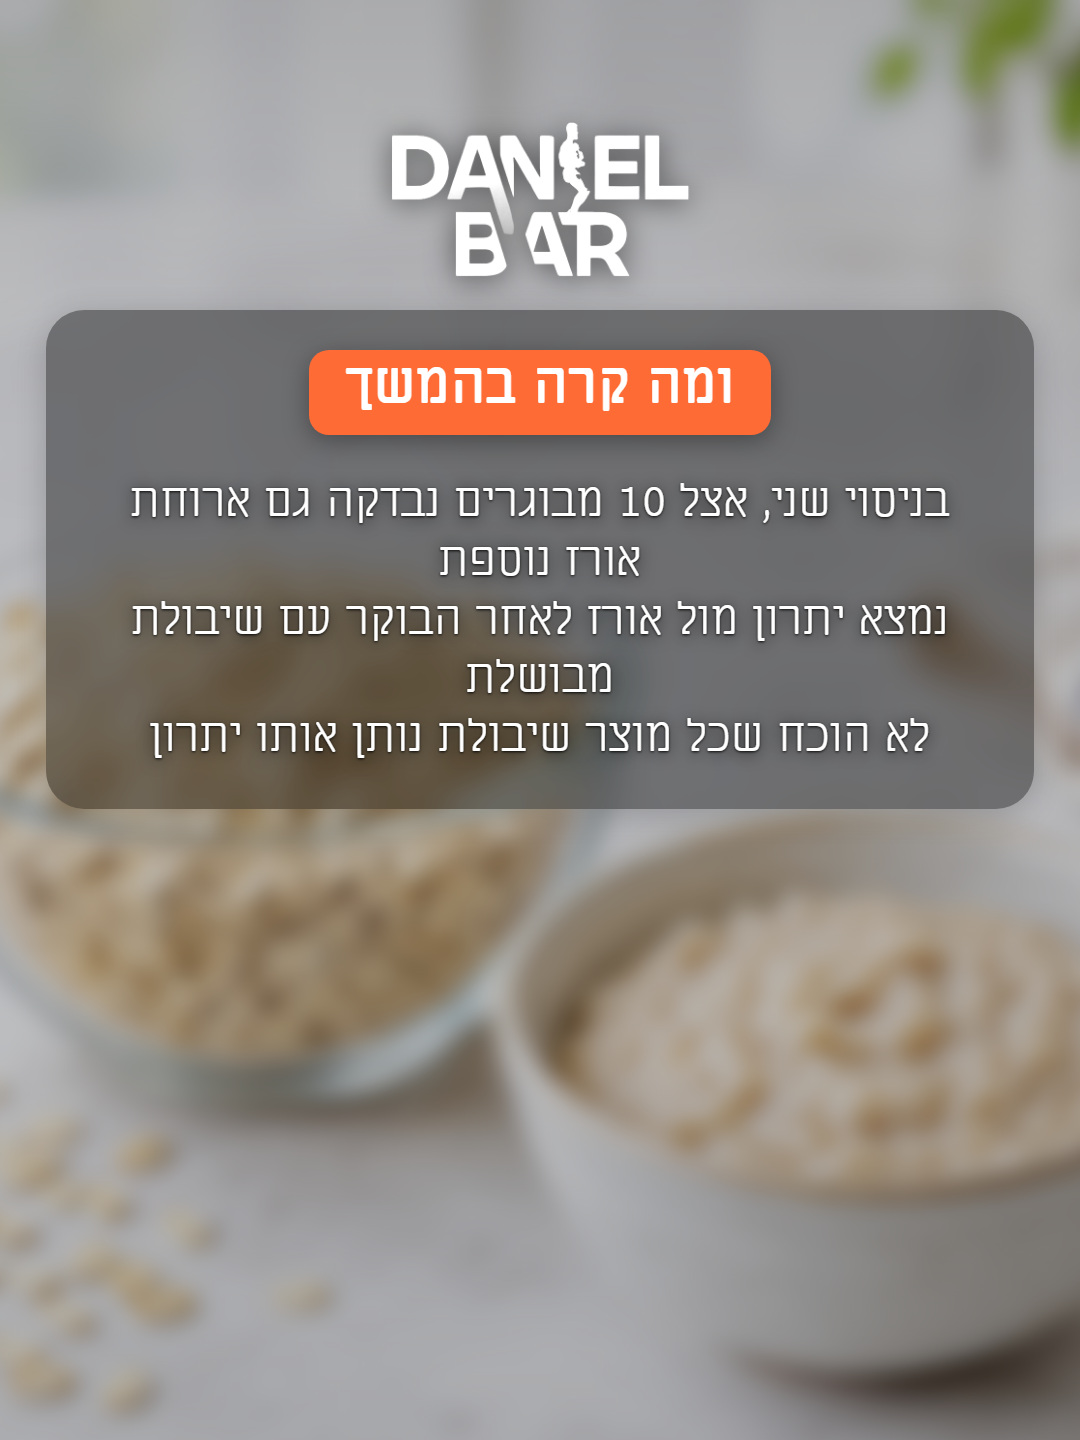 DANIEL
BAR
ומה קרה בהמשך
בניסוי שני, אצל 10 מבוגרים נבדקה גם ארוחת
אורז נוספת
נמצא יתרון מול אורז לאחר הבוקר עם שיבולת
מבושלת
לא הוכח שכל מוצר שיבולת נותן אותו יתרון